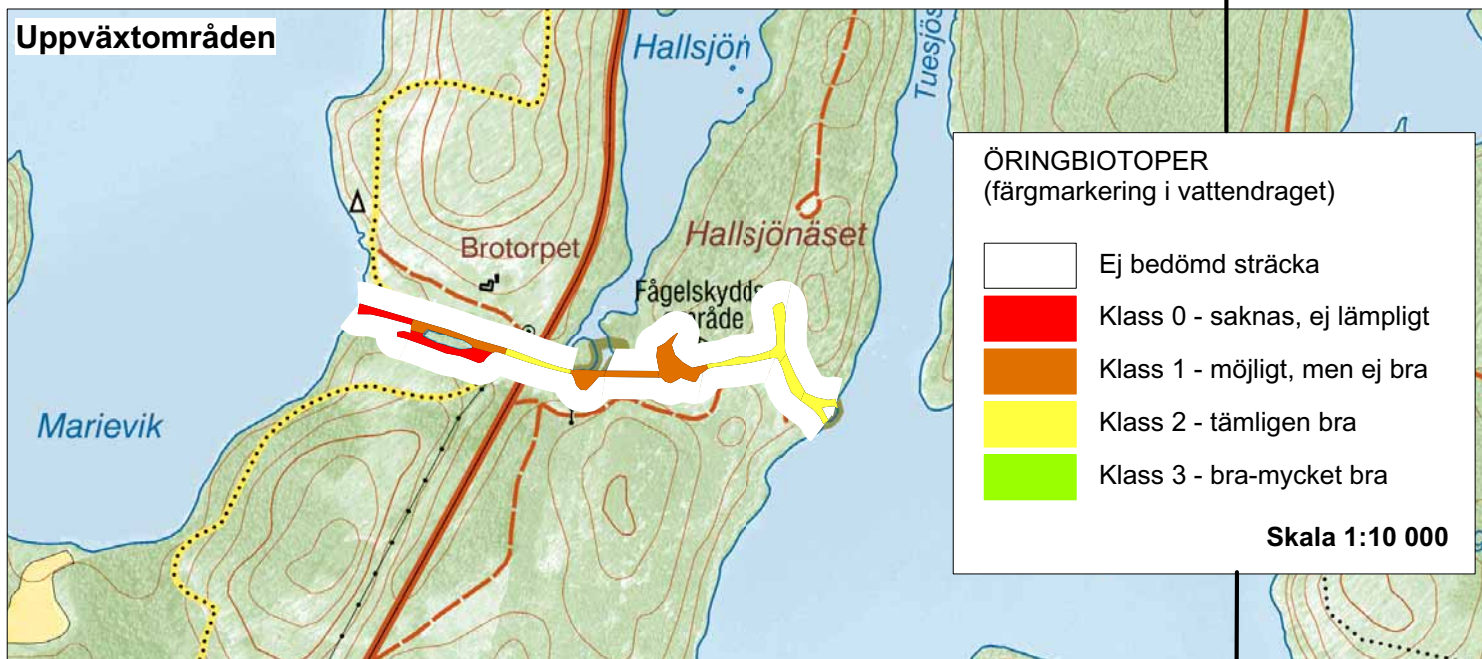 Uppväxtområden
Hallsjön
Tuesjös
Hallsjönäset
Brotorpet
Fågelskydds
område
Marievik
ÖRINGBIOTOPER
(färgmarkering i vattendraget)
Ej bedömd sträcka
Klass 0 - saknas, ej lämpligt
Klass 1 - möjligt, men ej bra
Klass 2 - tämligen bra
Klass 3 - bra-mycket bra
Skala 1:10 000